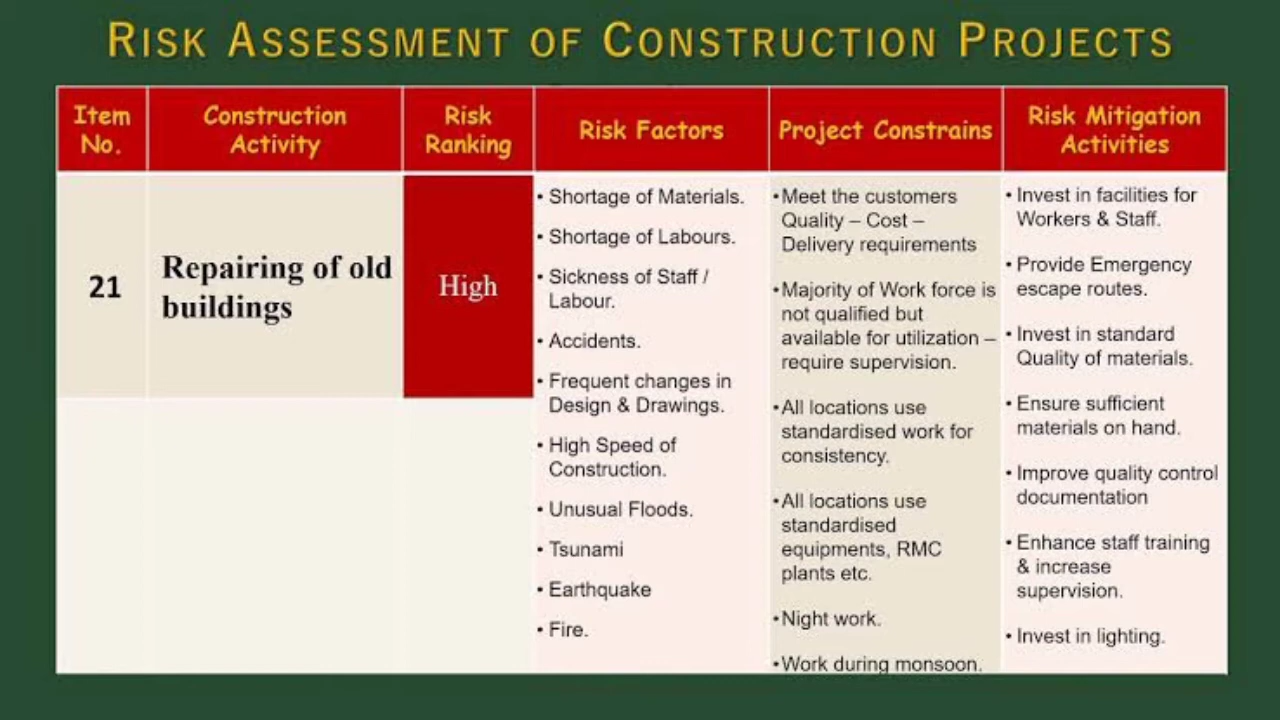 RISK ASSESSMENT OF CONSTRUCTION PROJECTS
Item
No.
Construction
Activity
Risk
Ranking
Risk Factors
Project Constrains
Risk Mitigation
Activities
21
Repairing of old
buildings
High
• Shortage of Materials.
• Shortage of Labours.
• Sickness of Staff /
Labour.
• Accidents.
• Frequent changes in
Design & Drawings.
• High Speed of
Construction.
• Unusual Floods.
• Tsunami
• Earthquake
• Fire.
• Meet the customers
Quality – Cost –
Delivery requirements
• Majority of Work force is
not qualified but
available for utilization –
require supervision.
• All locations use
standardised work for
consistency.
• All locations use
standardised
equipments, RMC
plants etc.
• Night work.
• Work during monsoon.
• Invest in facilities for
Workers & Staff.
• Provide Emergency
escape routes.
• Invest in standard
Quality of materials.
• Ensure sufficient
materials on hand.
• Improve quality control
documentation
• Enhance staff training
& increase
supervision.
• Invest in lighting.